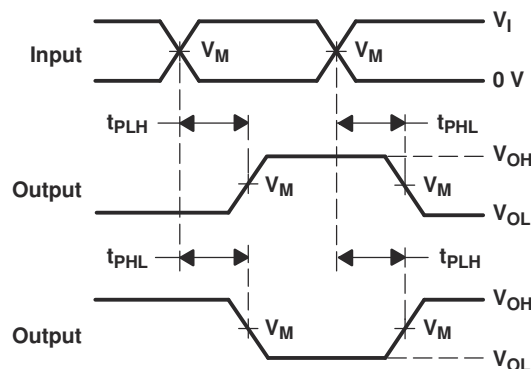 V_I
Input V_M V_M
0 V
t_PLH t_PHL
V_OH
Output V_M V_M
V_OL
t_PHL t_PLH
V_OH
Output V_M V_M
V_OL